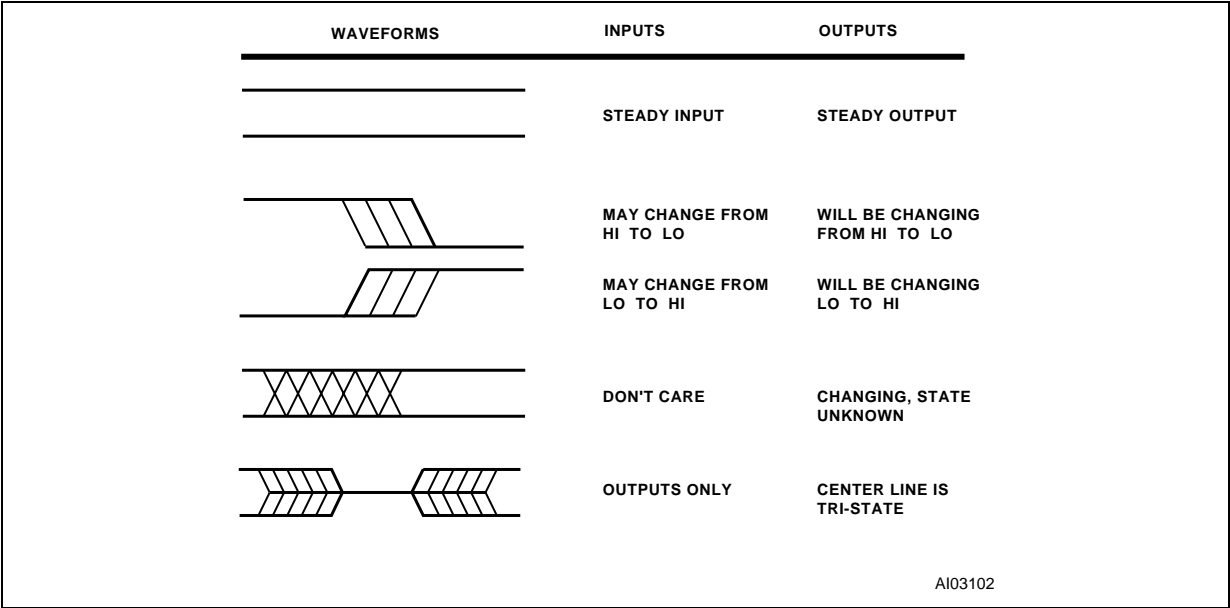 WAVEFORMS INPUTS OUTPUTS
STEADY INPUT STEADY OUTPUT
MAY CHANGE FROM WILL BE CHANGING
HI TO LO FROM HI TO LO
MAY CHANGE FROM WILL BE CHANGING
LO TO HI LO TO HI
DON'T CARE CHANGING, STATE
UNKNOWN
OUTPUTS ONLY CENTER LINE IS
TRI-STATE
AI03102